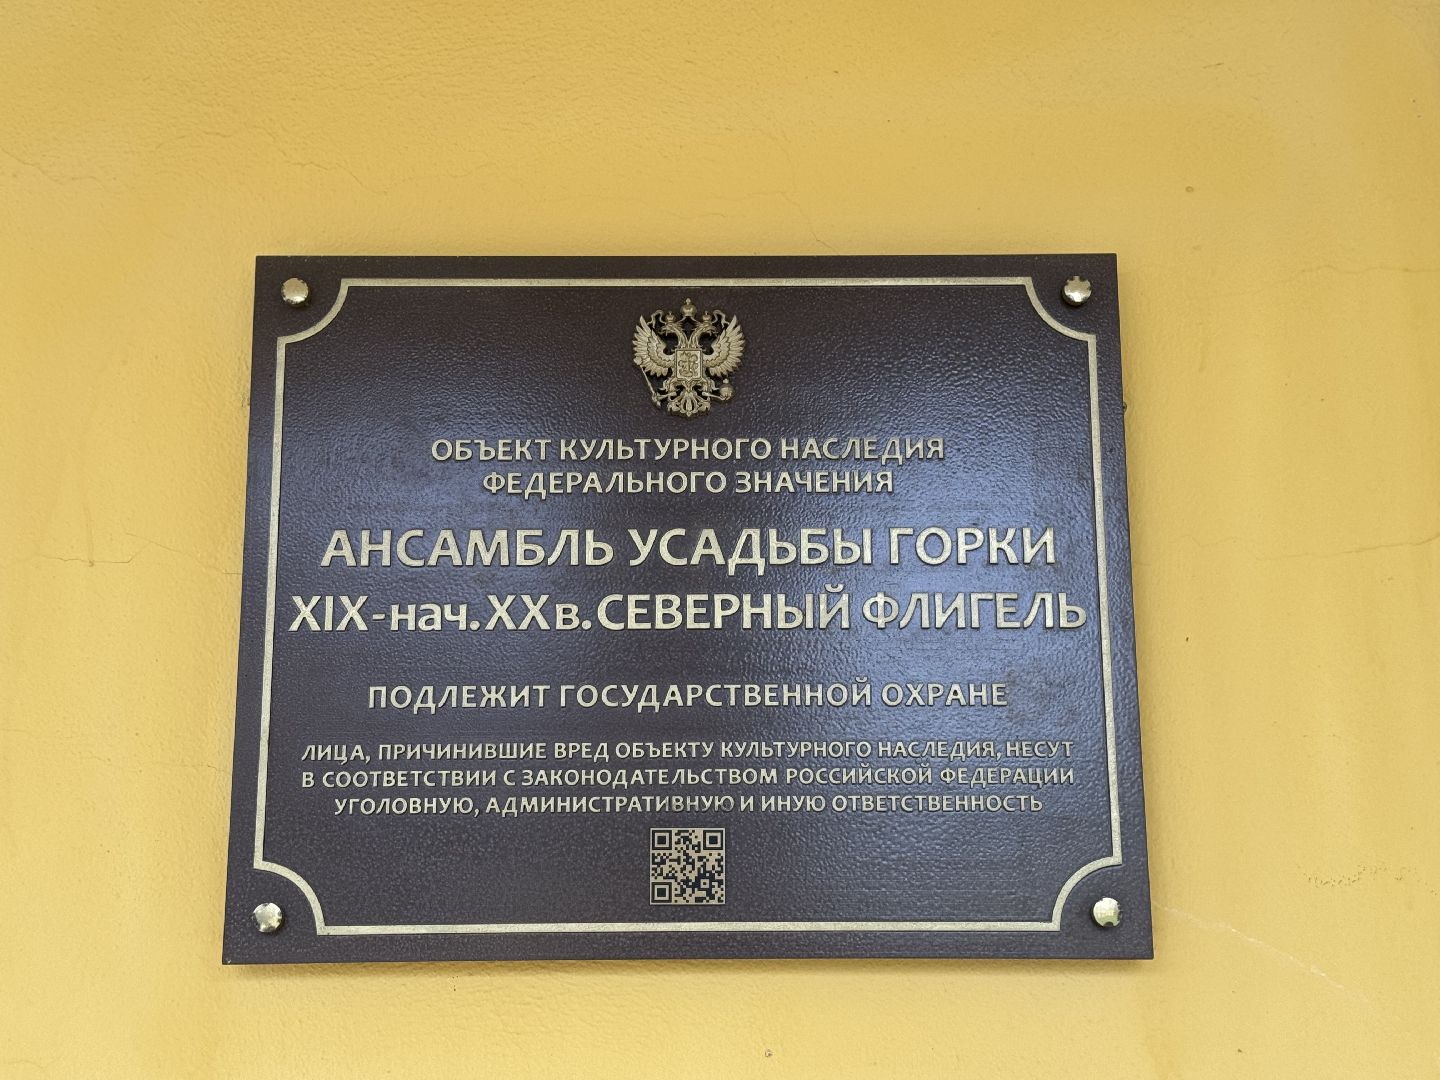 ОБЪЕКТ КУЛЬТУРНОГО НАСЛЕДИЯ
ФЕДЕРАЛЬНОГО ЗНАЧЕНИЯ
АНСАМБЛЬ УСАДЬБЫ ГОРКИ
XIX-нач.XXв. СЕВЕРНЫЙ ФЛИГЕЛЬ
ПОДЛЕЖИТ ГОСУДАРСТВЕННОЙ ОХРАНЕ
ЛИЦА, ПРИЧИНИВШИЕ ВРЕД ОБЪЕКТУ КУЛЬТУРНОГО НАСЛЕДИЯ, НЕСУТ
В СООТВЕТСТВИИ С ЗАКОНОДАТЕЛЬСТВОМ РОССИЙСКОЙ ФЕДЕРАЦИИ
УГОЛОВНУЮ, АДМИНИСТРАТИВНУЮ И ИНУЮ ОТВЕТСТВЕННОСТЬ